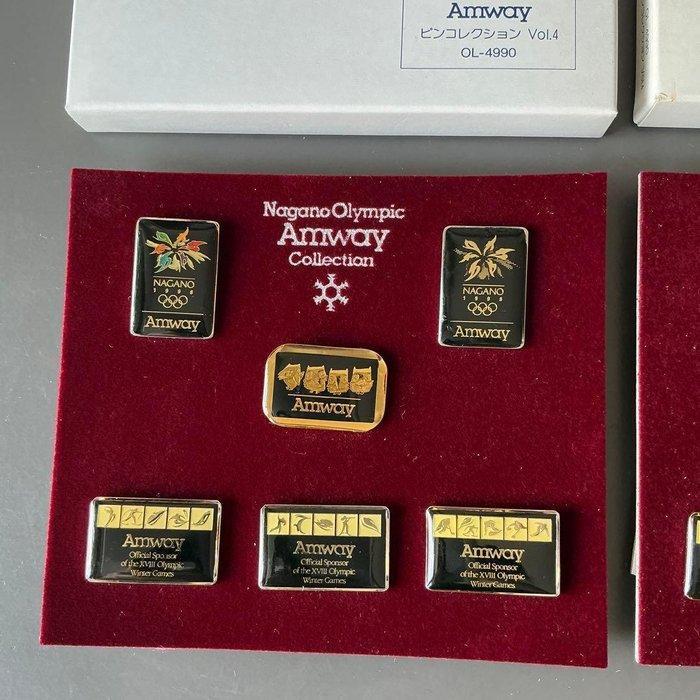 Amway
ピンコレクション Vol.4
OL-4990
Nagano Olympic
Amway
Collection
NAGANO
1998
Amway
NAGANO
1998
Amway
Amway
Amway
Official Sponsor
of the XVIII Olympic
Winter Games
Amway
Official Sponsor
of the XVIII Olympic
Winter Games
Amway
Official Sponsor
of the XVIII Olympic
Winter Games